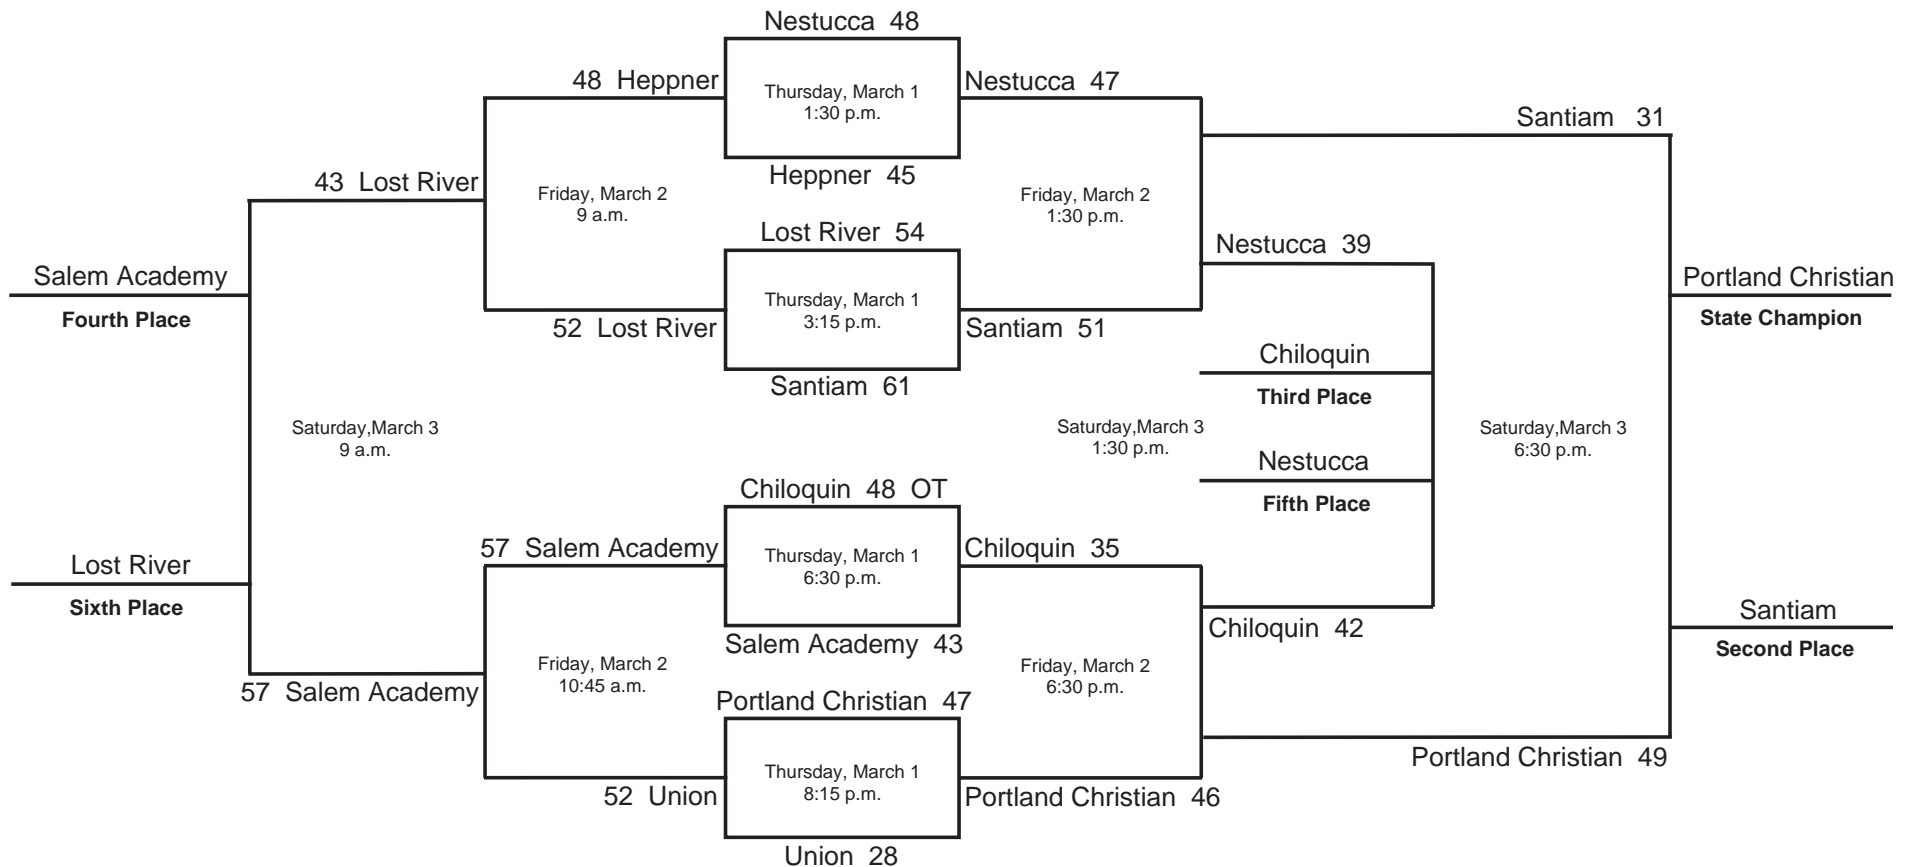 Nestucca 48
48 Heppner
Thursday, March 1
1:30 p.m.
Nestucca 47
Heppner 45
Santiam 31
43 Lost River
Friday, March 2
9 a.m.
Friday, March 2
1:30 p.m.
Lost River 54
Thursday, March 1
3:15 p.m.
52 Lost River
Santiam 51
Santiam 61
Nestucca 39
Salem Academy
Fourth Place
Portland Christian
State Champion
Chiloquin
Third Place
Saturday,March 3
9 a.m.
Saturday,March 3
1:30 p.m.
Saturday,March 3
6:30 p.m.
Nestucca
Fifth Place
Chiloquin 48 OT
57 Salem Academy
Thursday, March 1
6:30 p.m.
Chiloquin 35
Salem Academy 43
Lost River
Sixth Place
Chiloquin 42
Santiam
Second Place
57 Salem Academy
Friday, March 2
10:45 a.m.
Friday, March 2
6:30 p.m.
Portland Christian 47
Thursday, March 1
8:15 p.m.
52 Union
Portland Christian 46
Union 28
Portland Christian 49